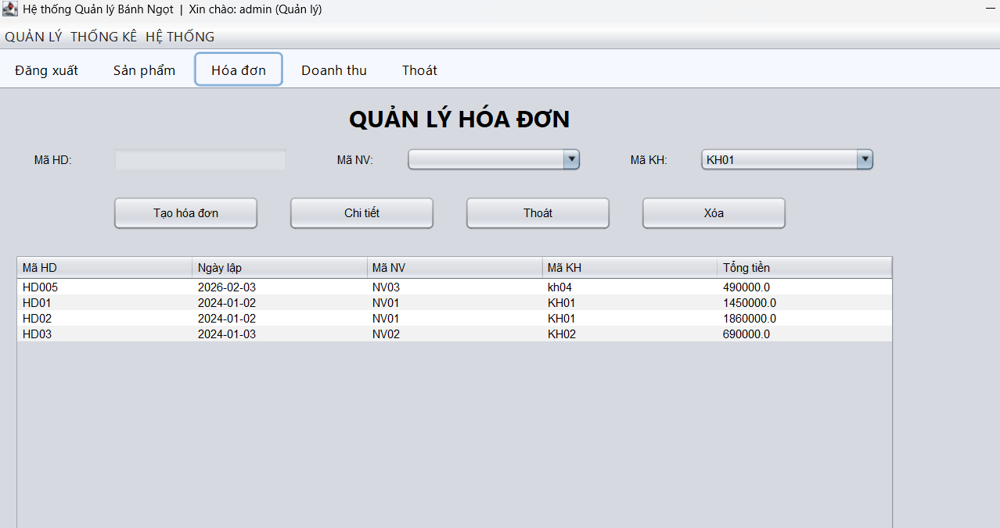 Hệ thống Quản lý Bánh Ngọt | Xin chào: admin (Quản lý)
QUẢN LÝ THỐNG KÊ HỆ THỐNG
Đăng xuất Sản phẩm Hóa đơn Doanh thu Thoát
QUẢN LÝ HÓA ĐƠN
Mã HD: Mã NV: Mã KH: KH01
Tạo hóa đơn Chi tiết Thoát Xóa
Mã HD Ngày lập Mã NV Mã KH Tổng tiền
HD005 2026-02-03 NV03 kh04 490000.0
HD01 2024-01-02 NV01 KH01 1450000.0
HD02 2024-01-02 NV01 KH01 1860000.0
HD03 2024-01-03 NV02 KH02 690000.0